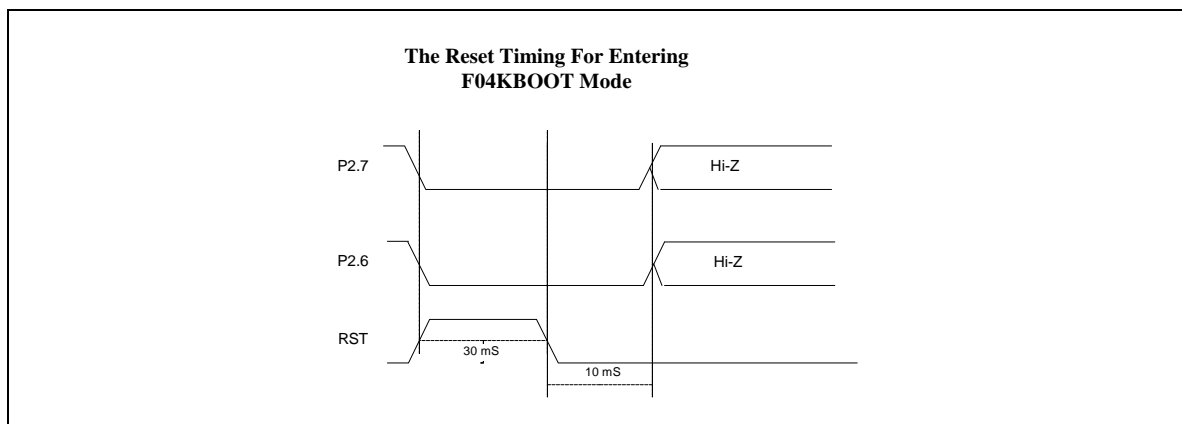 The Reset Timing For Entering
F04KBOOT Mode
P2.7
Hi-Z
P2.6
Hi-Z
RST
30 mS
10 mS